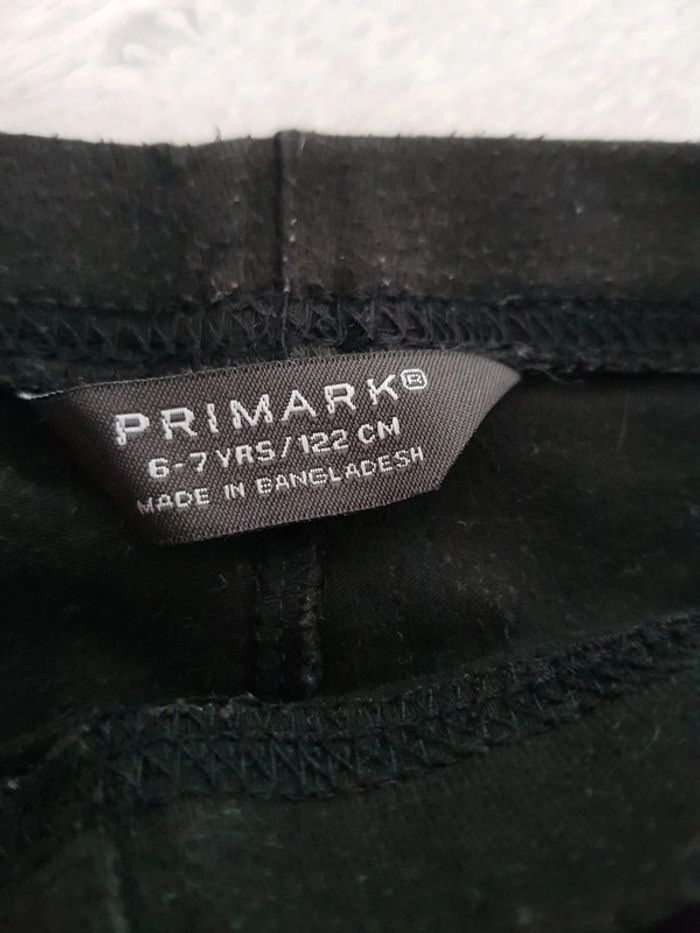 PRIMARK®
6-7 YRS/122 CM
MADE IN BANGLADESH